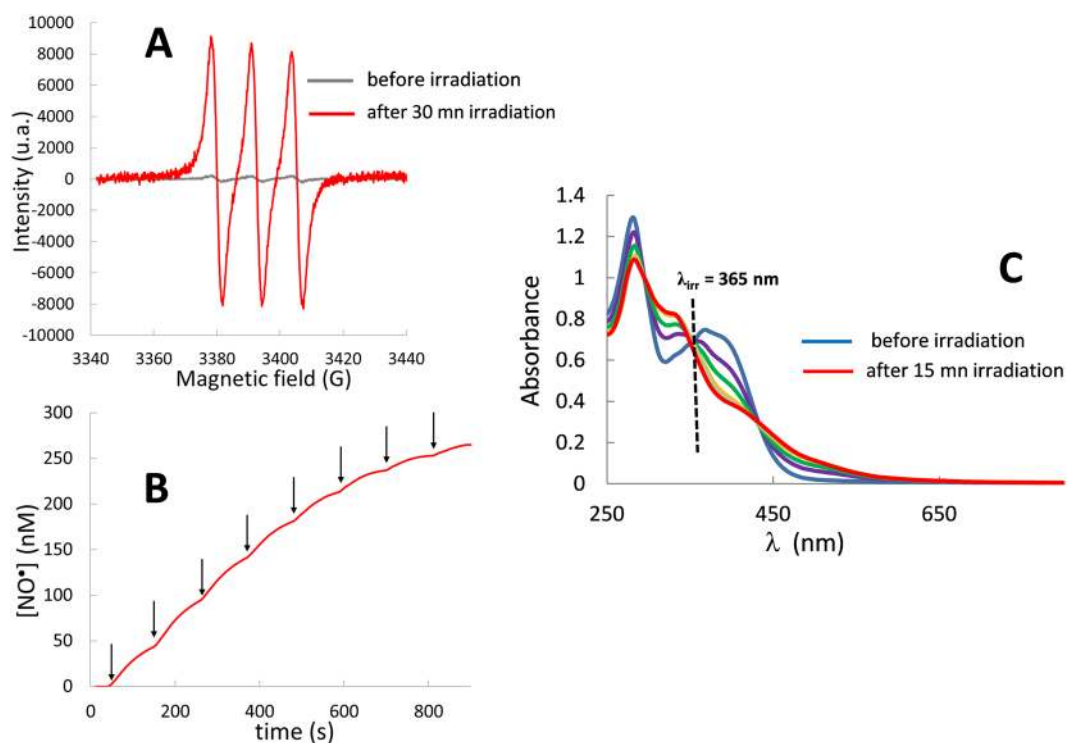 A
10000
8000
6000
4000
2000
0
-2000
-4000
-6000
-8000
-10000
Intensity (u.a.)
before irradiation
after 30 mn irradiation
3340 3360 3380 3400 3420 3440
Magnetic field (G)
B
300
250
200
150
100
50
0
[NO•] (nM)
0 200 400 600 800
time (s)
C
1.4
1.2
1
0.8
0.6
0.4
0.2
0
Absorbance
λirr = 365 nm
before irradiation
after 15 mn irradiation
250 450 650
λ (nm)